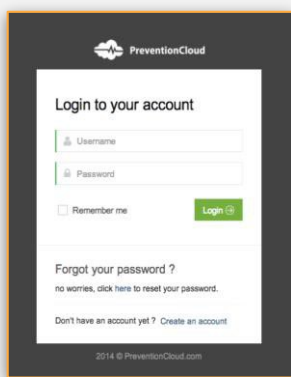 PreventionCloud
Login to your account
Username
Password
Remember me
Login
Forgot your password ?
no worries, click here to reset your password.
Don't have an account yet ? Create an account
2014 © PreventionCloud.com